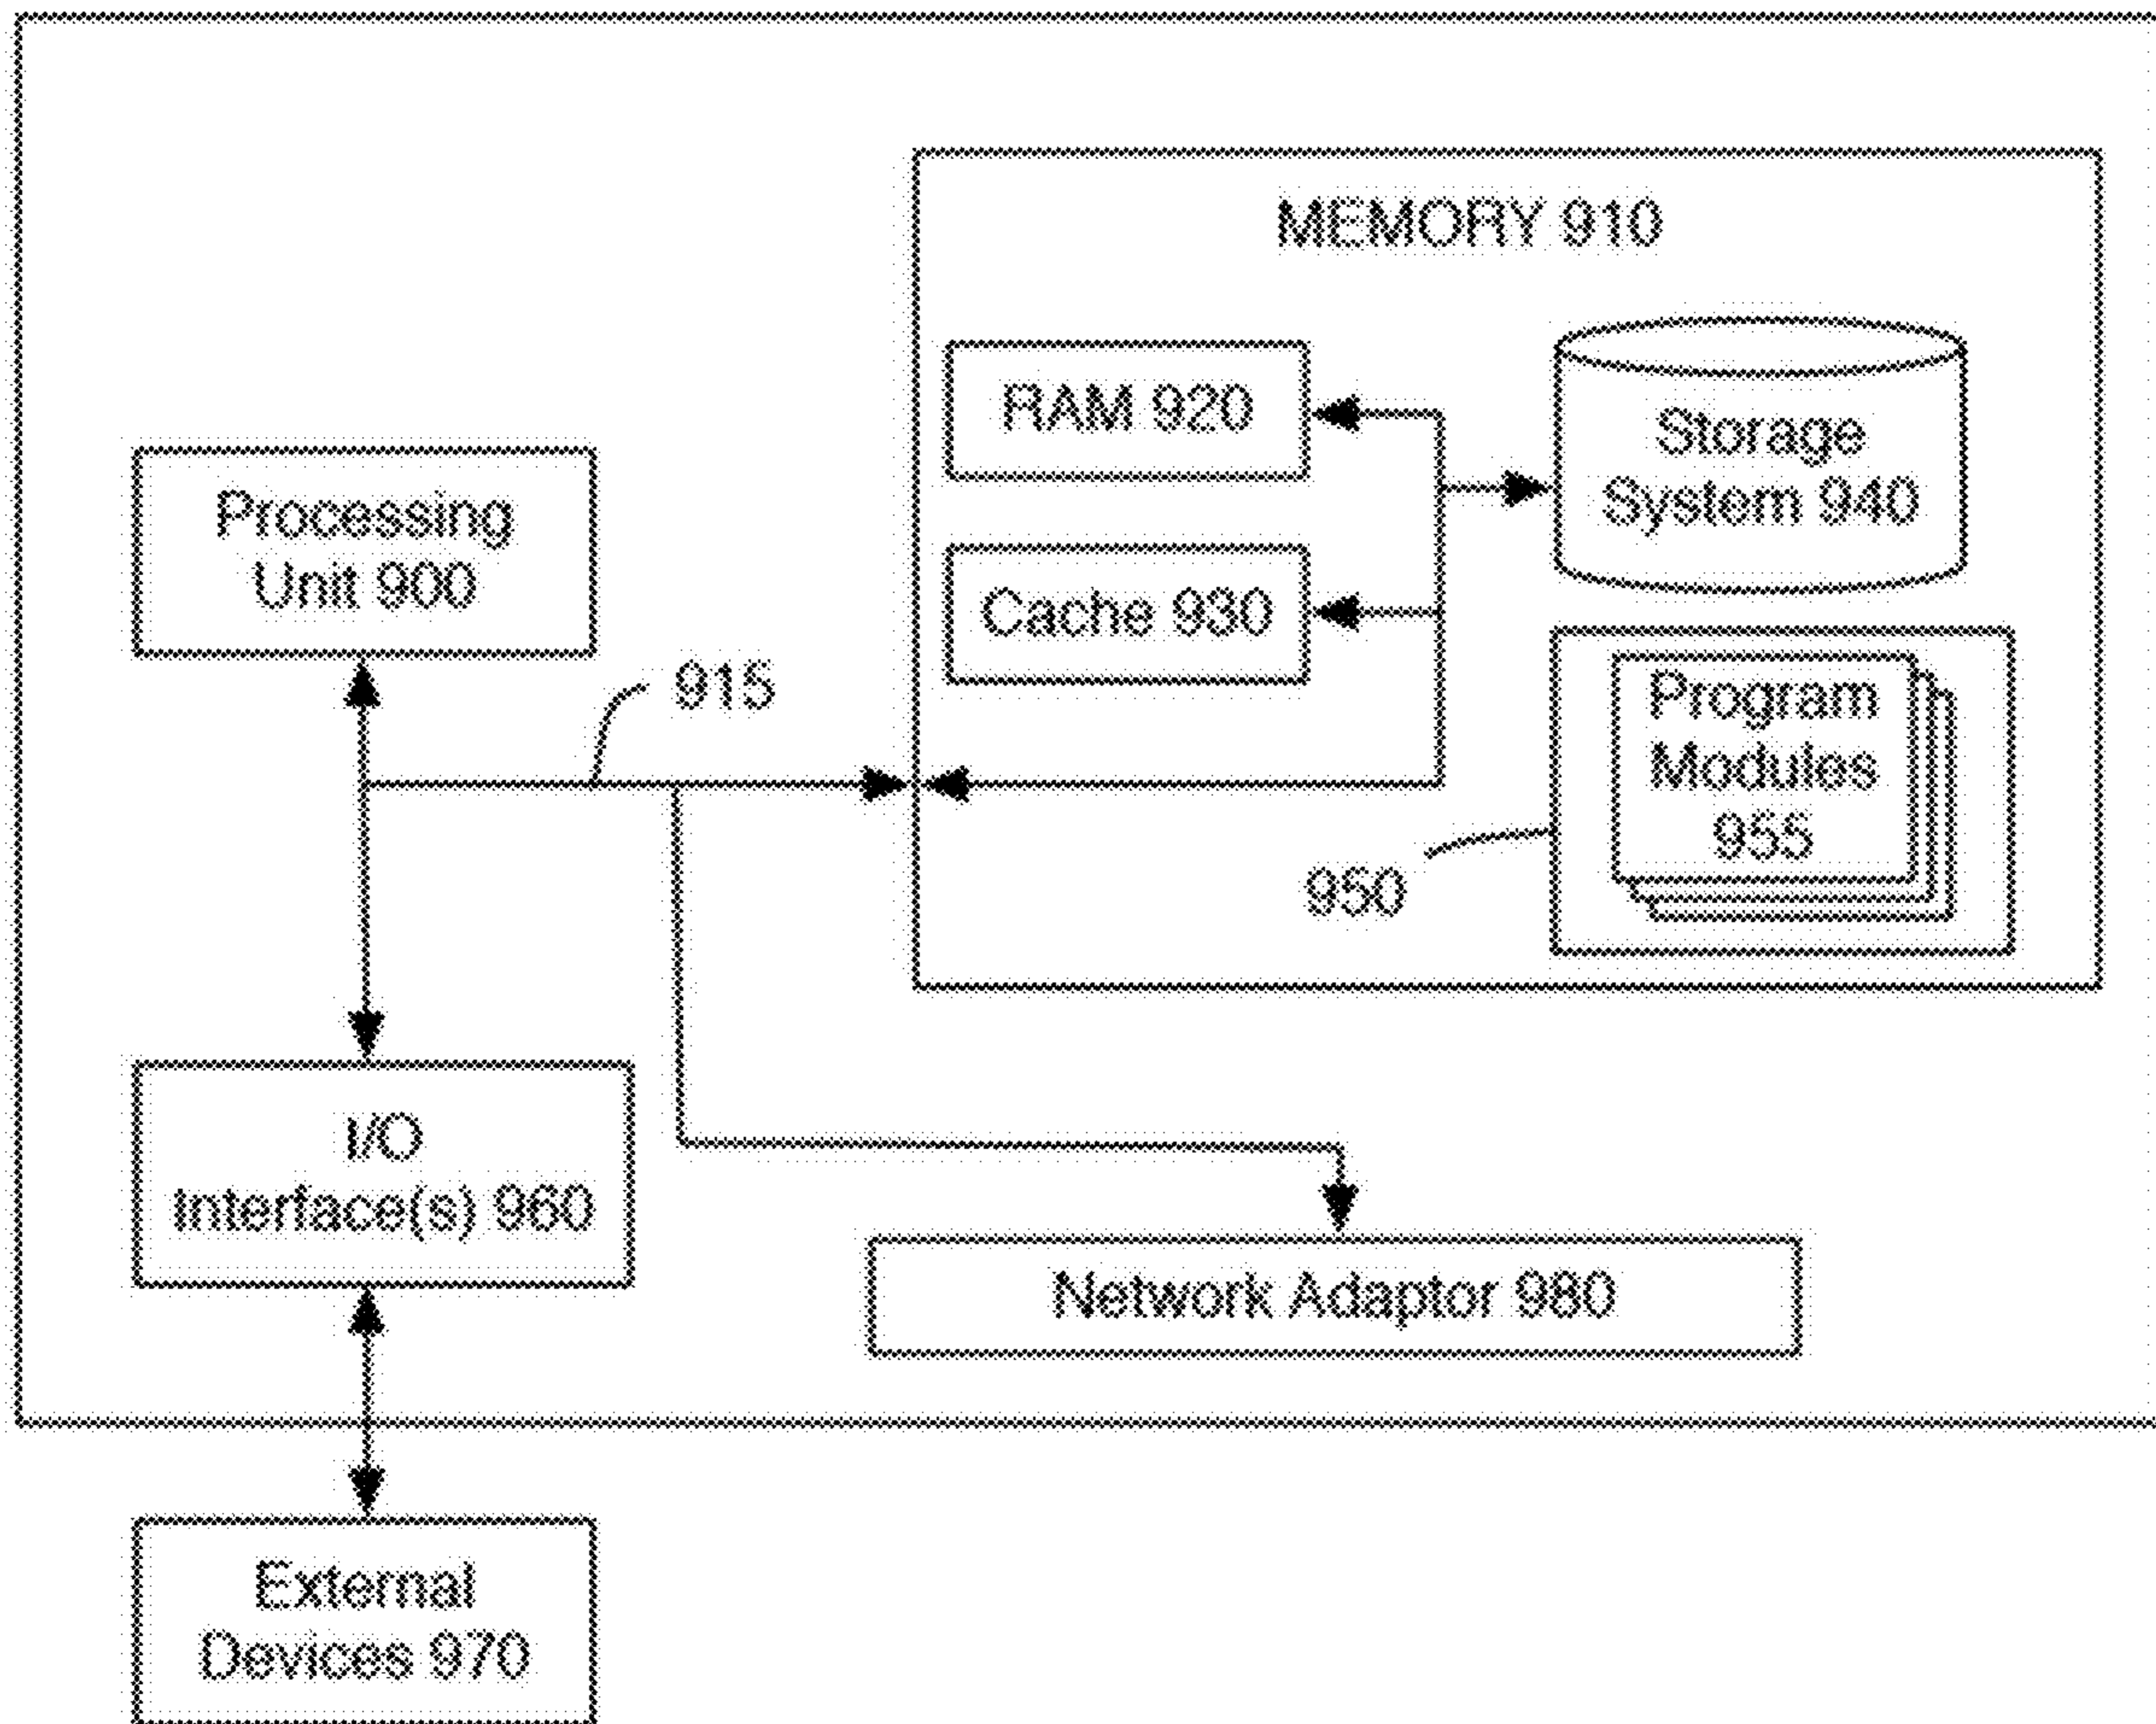 MEMORY 910
RAM 920
Storage
System 940
Processing
Unit 900
Cache 930
915
Program
Modules
955
950
I/O
Interface(s) 960
Network Adaptor 980
External
Devices 970